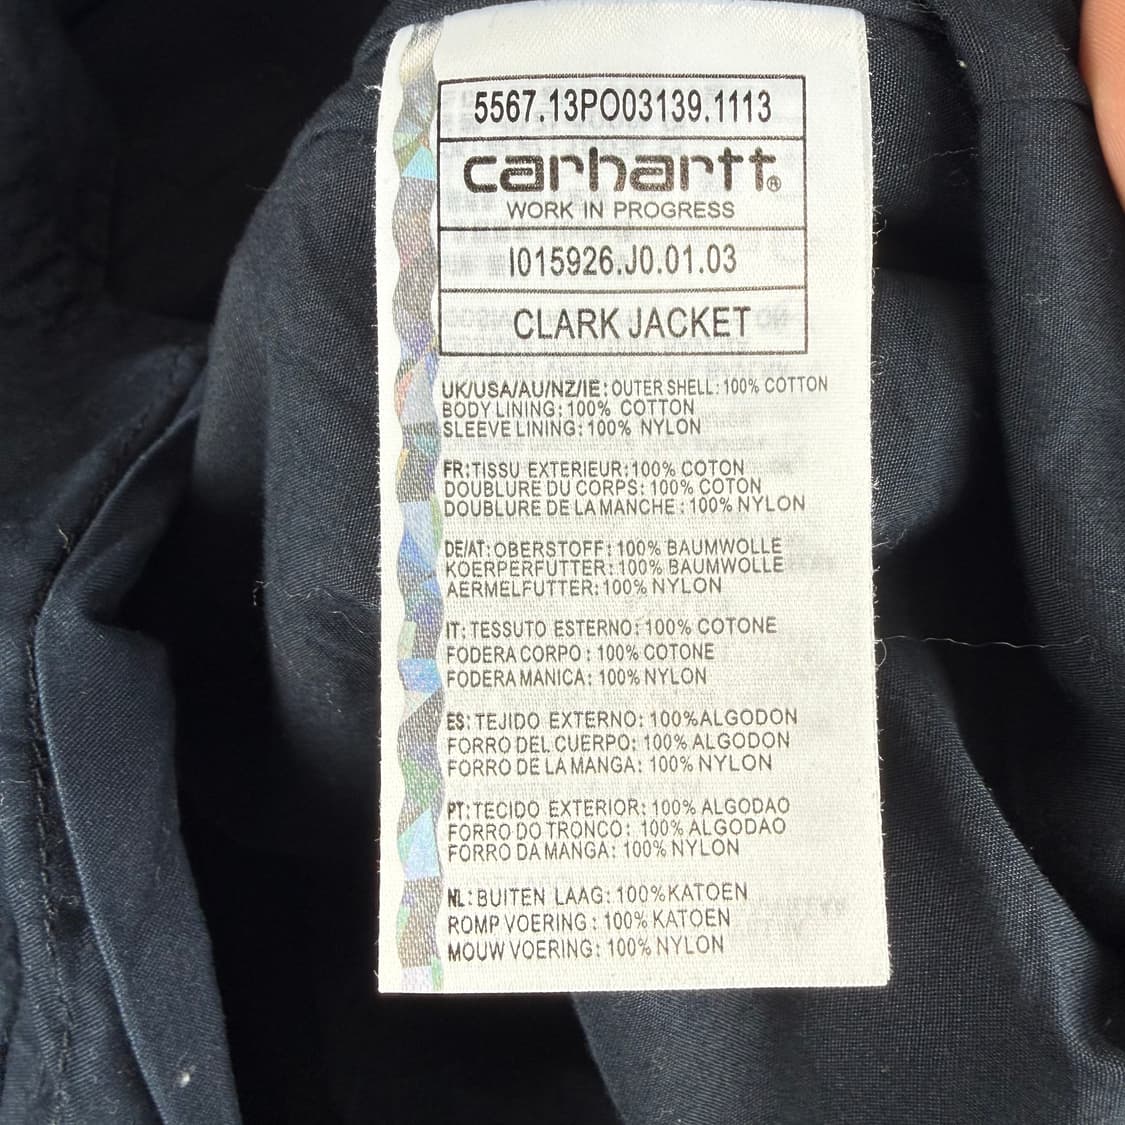 5567.13PO03139.1113
carhartt®
WORK IN PROGRESS
I015926.J0.01.03
CLARK JACKET
UK/USA/AU/NZ/IE: OUTER SHELL: 100% COTTON
BODY LINING: 100% COTTON
SLEEVE LINING: 100% NYLON
FR: TISSU EXTERIEUR: 100% COTON
DOUBLURE DU CORPS: 100% COTON
DOUBLURE DE LA MANCHE: 100% NYLON
DE/AT: OBERSTOFF: 100% BAUMWOLLE
KOERPERFUTTER: 100% BAUMWOLLE
AERMELFUTTER: 100% NYLON
IT: TESSUTO ESTERNO: 100% COTONE
FODERA CORPO: 100% COTONE
FODERA MANICA: 100% NYLON
ES: TEJIDO EXTERNO: 100% ALGODON
FORRO DEL CUERPO: 100% ALGODON
FORRO DE LA MANGA: 100% NYLON
PT: TECIDO EXTERIOR: 100% ALGODAO
FORRO DO TRONCO: 100% ALGODAO
FORRO DA MANGA: 100% NYLON
NL: BUITEN LAAG: 100% KATOEN
ROMP VOERING: 100% KATOEN
MOUW VOERING: 100% NYLON